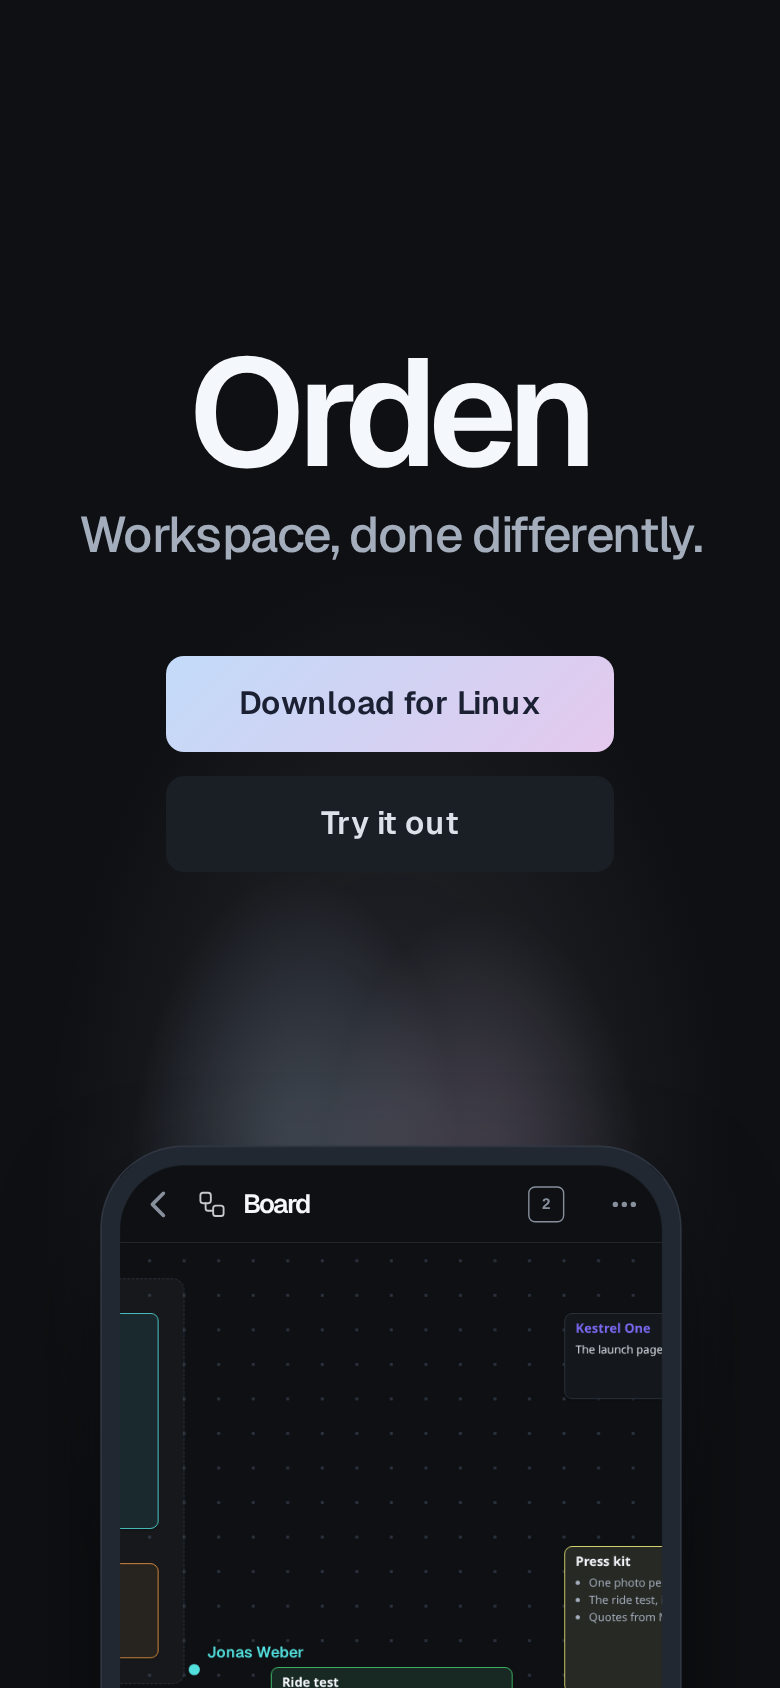 Orden
Workspace, done differently.
Download for Linux
Try it out
Board
2
Kestrel One
The launch page
Press kit
One photo pe
The ride test,
Quotes from
Jonas Weber
Ride test